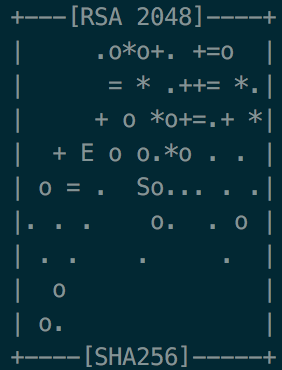 +---[RSA 2048]----+
|     .o*o+. +=o  |
|      = * .++= *.|
|     + o *o+=.+ *|
|  + E o o.*o . . |
| o = .  So... . .|
|. . .    o.  . o |
| . .    .     .  |
|  o              |
| o.              |
+----[SHA256]-----+